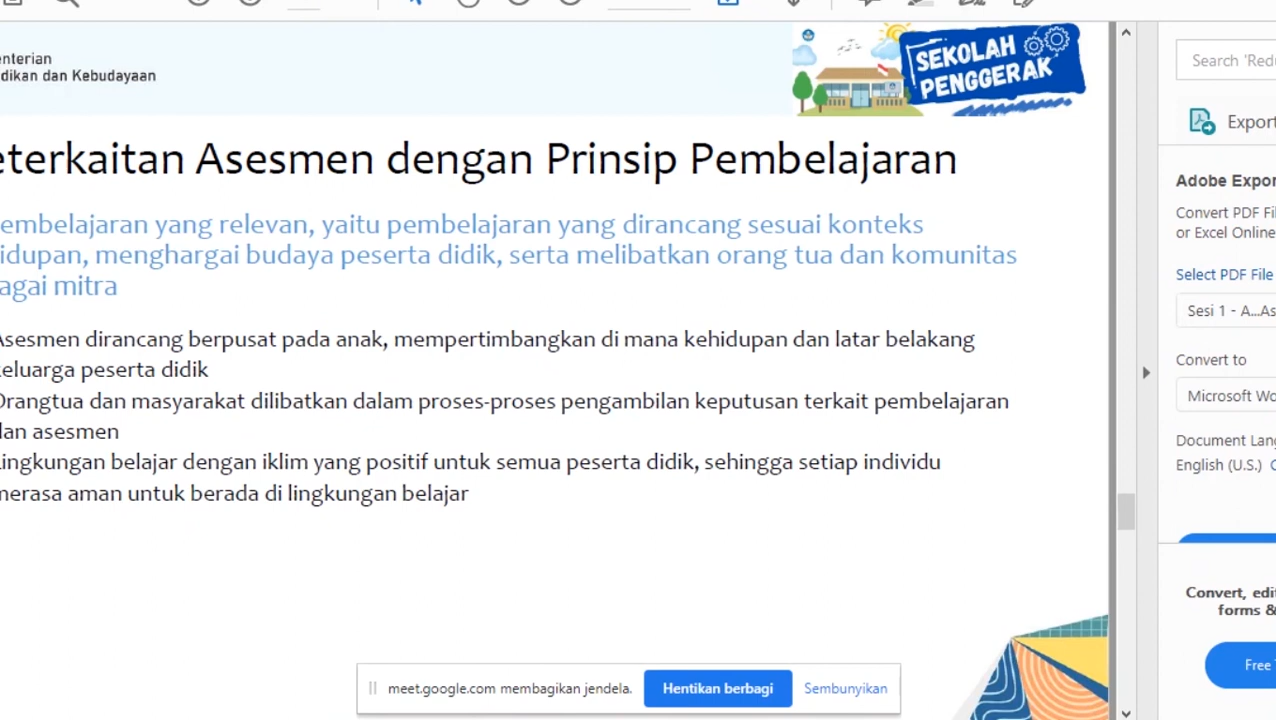 enterian
dikan dan Kebudayaan
SEKOLAH
PENGGERAK
eterkaitan Asesmen dengan Prinsip Pembelajaran
embelajaran yang relevan, yaitu pembelajaran yang dirancang sesuai konteks
idupan, menghargai budaya peserta didik, serta melibatkan orang tua dan komunitas
agai mitra
Asesmen dirancang berpusat pada anak, mempertimbangkan di mana kehidupan dan latar belakang
eluarga peserta didik
Orangtua dan masyarakat dilibatkan dalam proses-proses pengambilan keputusan terkait pembelajaran
dan asesmen
Lingkungan belajar dengan iklim yang positif untuk semua peserta didik, sehingga setiap individu
merasa aman untuk berada di lingkungan belajar
meet.google.com membagikan jendela.
Hentikan berbagi
Sembunyikan
Search 'Redu
Export
Adobe Expor
Convert PDF Fil
or Excel Online
Select PDF File
Sesi 1 - A...As
Convert to
Microsoft Wo
Document Lang
English (U.S.) C
Convert, edit
forms &
Free